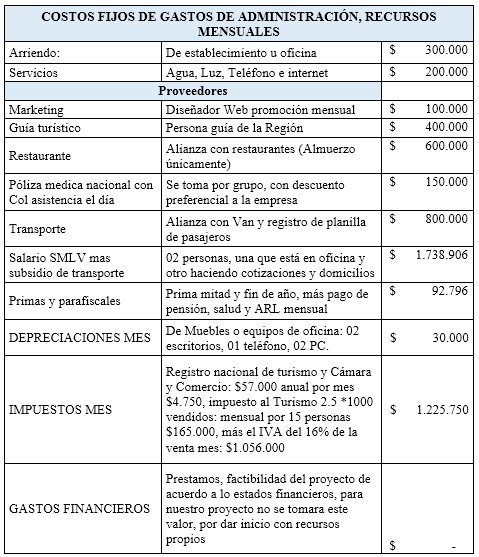 COSTOS FIJOS DE GASTOS DE ADMINISTRACIÓN, RECURSOS
MENSUALES
Arriendo: De establecimiento u oficina $ 300.000
Servicios Agua, Luz, Teléfono e internet $ 200.000
Proveedores
Marketing Diseñador Web promoción mensual $ 100.000
Guía turístico Persona guía de la Región $ 400.000
Restaurante Alianza con restaurantes (Almuerzo $ 600.000
únicamente)
Póliza medica nacional con Se toma por grupo, con descuento $ 150.000
Col asistencia el día preferencial a la empresa
Transporte Alianza con Van y registro de planilla $ 800.000
de pasajeros
Salario SMLV mas 02 personas, una que está en oficina y $ 1.738.906
subsidio de transporte otro haciendo cotizaciones y domicilios
Primas y parafiscales Prima mitad y fin de año, más pago de $ 92.796
pensión, salud y ARL mensual
DEPRECIACIONES MES De Muebles o equipos de oficina: 02 $ 30.000
escritorios, 01 teléfono, 02 PC.
IMPUESTOS MES Registro nacional de turismo y Cámara
y Comercio: $57.000 anual por mes
$4.750, impuesto al Turismo 2.5 *1000
vendidos: mensual por 15 personas $ 1.225.750
$165.000, más el IVA del 16% de la
venta mes: $1.056.000
GASTOS FINANCIEROS Prestamos, factibilidad del proyecto de
acuerdo a lo estados financieros, para
nuestro proyecto no se tomara este
valor, por dar inicio con recursos
propios $ -